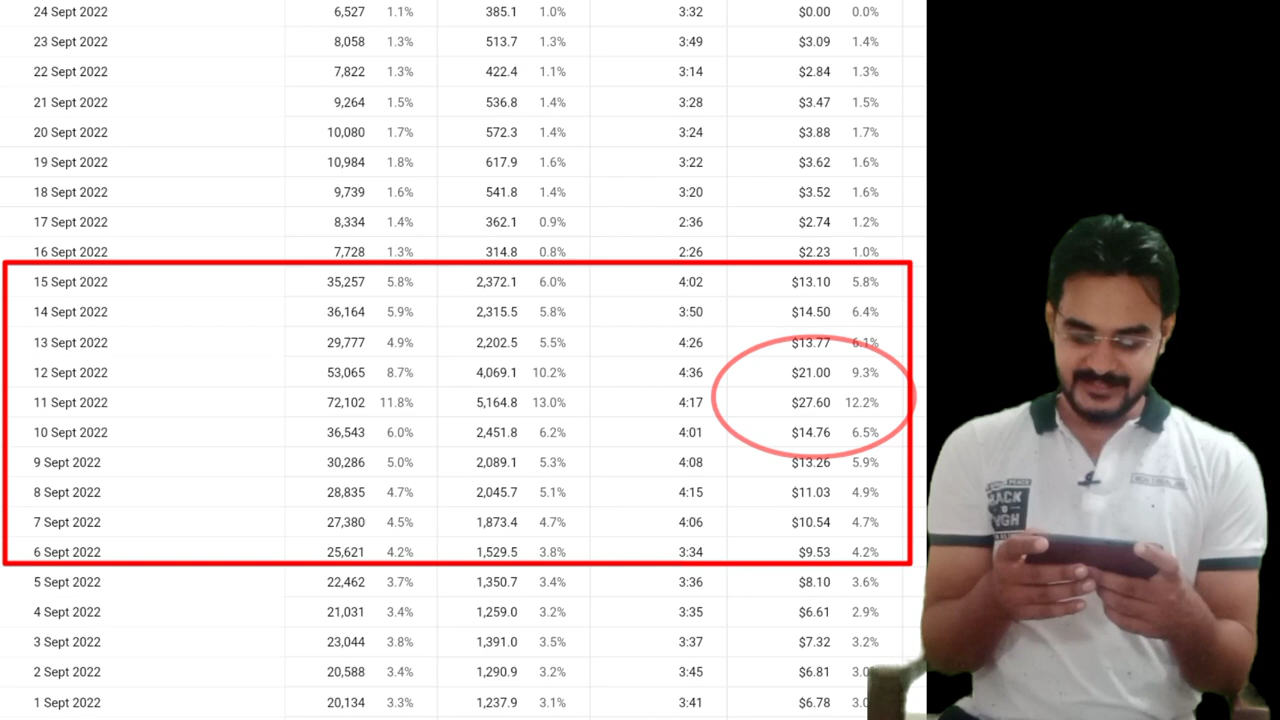 24 Sept 2022 6,527 1.1% 385.1 1.0% 3:32 $0.00 0.0%
23 Sept 2022 8,058 1.3% 513.7 1.3% 3:49 $3.09 1.4%
22 Sept 2022 7,822 1.3% 422.4 1.1% 3:14 $2.84 1.3%
21 Sept 2022 9,264 1.5% 536.8 1.4% 3:28 $3.47 1.5%
20 Sept 2022 10,080 1.7% 572.3 1.4% 3:24 $3.88 1.7%
19 Sept 2022 10,984 1.8% 617.9 1.6% 3:22 $3.62 1.6%
18 Sept 2022 9,739 1.6% 541.8 1.4% 3:20 $3.52 1.6%
17 Sept 2022 8,334 1.4% 362.1 0.9% 2:36 $2.74 1.2%
16 Sept 2022 7,728 1.3% 314.8 0.8% 2:26 $2.23 1.0%
15 Sept 2022 35,257 5.8% 2,372.1 6.0% 4:02 $13.10 5.8%
14 Sept 2022 36,164 5.9% 2,315.5 5.8% 3:50 $14.50 6.4%
13 Sept 2022 29,777 4.9% 2,202.5 5.5% 4:26 $13.77 6.1%
12 Sept 2022 53,065 8.7% 4,069.1 10.2% 4:36 $21.00 9.3%
11 Sept 2022 72,102 11.8% 5,164.8 13.0% 4:17 $27.60 12.2%
10 Sept 2022 36,543 6.0% 2,451.8 6.2% 4:01 $14.76 6.5%
9 Sept 2022 30,286 5.0% 2,089.1 5.3% 4:08 $13.26 5.9%
8 Sept 2022 28,835 4.7% 2,045.7 5.1% 4:15 $11.03 4.9%
7 Sept 2022 27,380 4.5% 1,873.4 4.7% 4:06 $10.54 4.7%
6 Sept 2022 25,621 4.2% 1,529.5 3.8% 3:34 $9.53 4.2%
5 Sept 2022 22,462 3.7% 1,350.7 3.4% 3:36 $8.10 3.6%
4 Sept 2022 21,031 3.4% 1,259.0 3.2% 3:35 $6.61 2.9%
3 Sept 2022 23,044 3.8% 1,391.0 3.5% 3:37 $7.32 3.2%
2 Sept 2022 20,588 3.4% 1,290.9 3.2% 3:45 $6.81 3.0
1 Sept 2022 20,134 3.3% 1,237.9 3.1% 3:41 $6.78 3.0